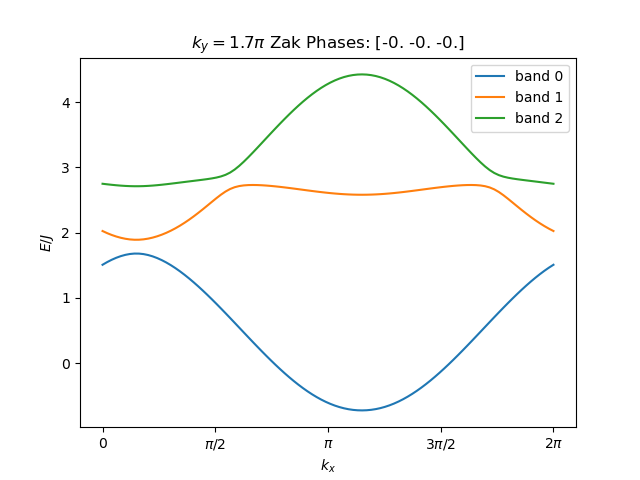 $k_y = 1.7\pi$ Zak Phases: [-0. -0. -0.]
band 0
band 1
band 2
E/J
4
3
2
1
0
0 π/2 π 3π/2 2π
$k_x$